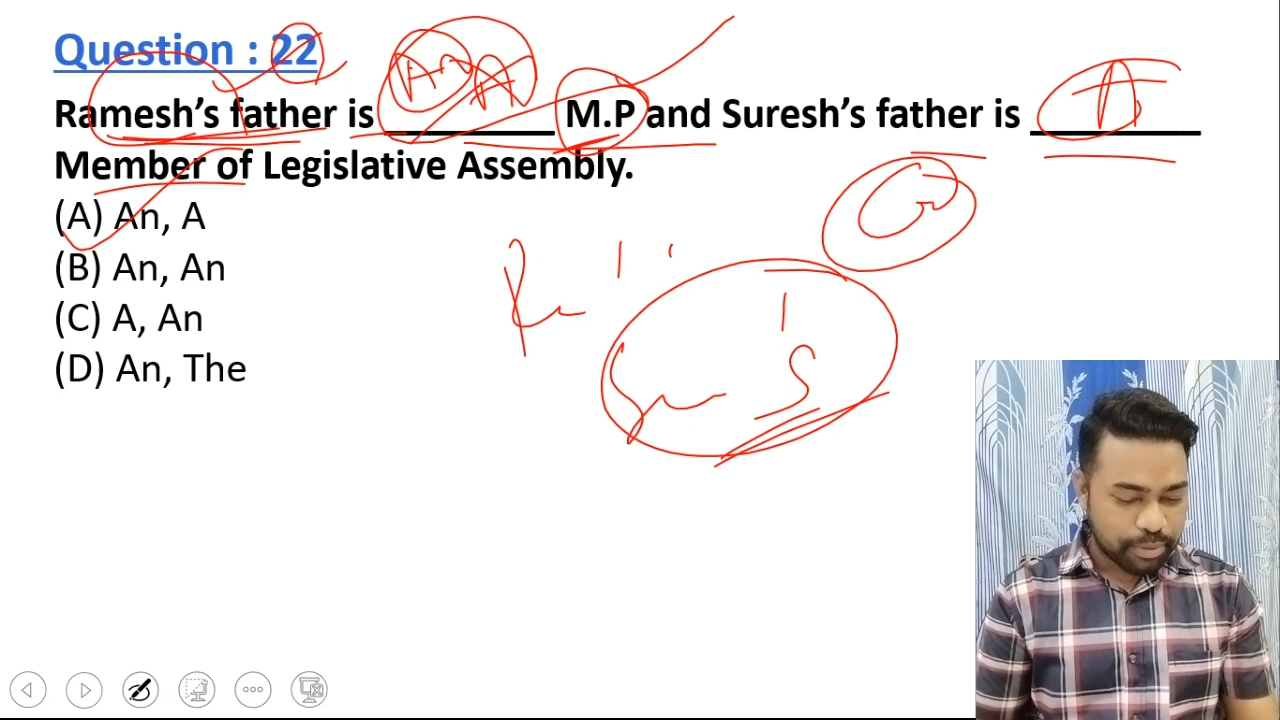 Question : 22
An A
Ramesh's father is __________ M.P and Suresh's father is __________
A
Member of Legislative Assembly.
(A) An, A
(B) An, An
(C) A, An
(D) An, The